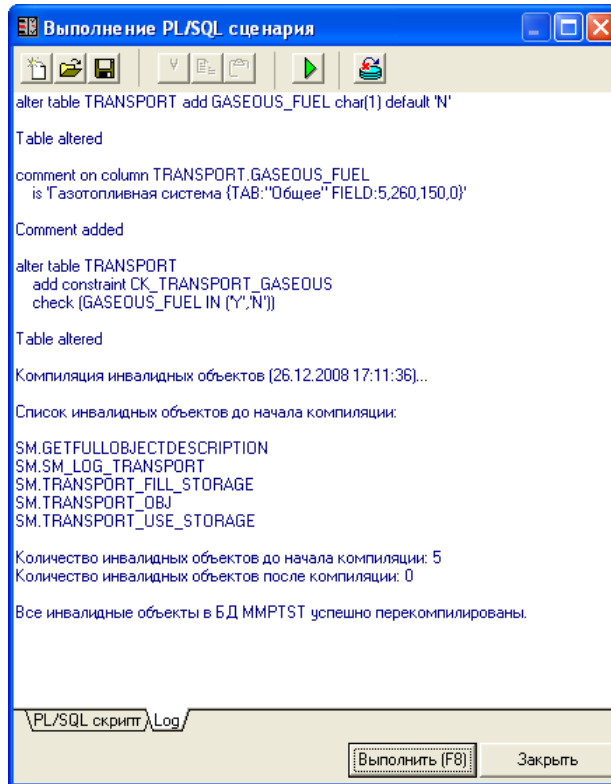 Выполнение PL/SQL сценария
alter table TRANSPORT add GASEOUS_FUEL char(1) default 'N'
Table altered
comment on column TRANSPORT.GASEOUS_FUEL
is 'Газотопливная система {TAB:"Общее" FIELD:5,260,150,0}'
Comment added
alter table TRANSPORT
add constraint CK_TRANSPORT_GASEOUS
check (GASEOUS_FUEL IN ('Y','N'))
Table altered
Компиляция инвалидных объектов (26.12.2008 17:11:36)...
Список инвалидных объектов до начала компиляции:
SM.GETFULLOBJECTDESCRIPTION
SM.SM_LOG_TRANSPORT
SM.TRANSPORT_FILL_STORAGE
SM.TRANSPORT_OBJ
SM.TRANSPORT_USE_STORAGE
Количество инвалидных объектов до начала компиляции: 5
Количество инвалидных объектов после компиляции: 0
Все инвалидные объекты в БД MMPTST успешно перекомпилированы.
PL/SQL скрипт Log
Выполнить (F8) Закрыть